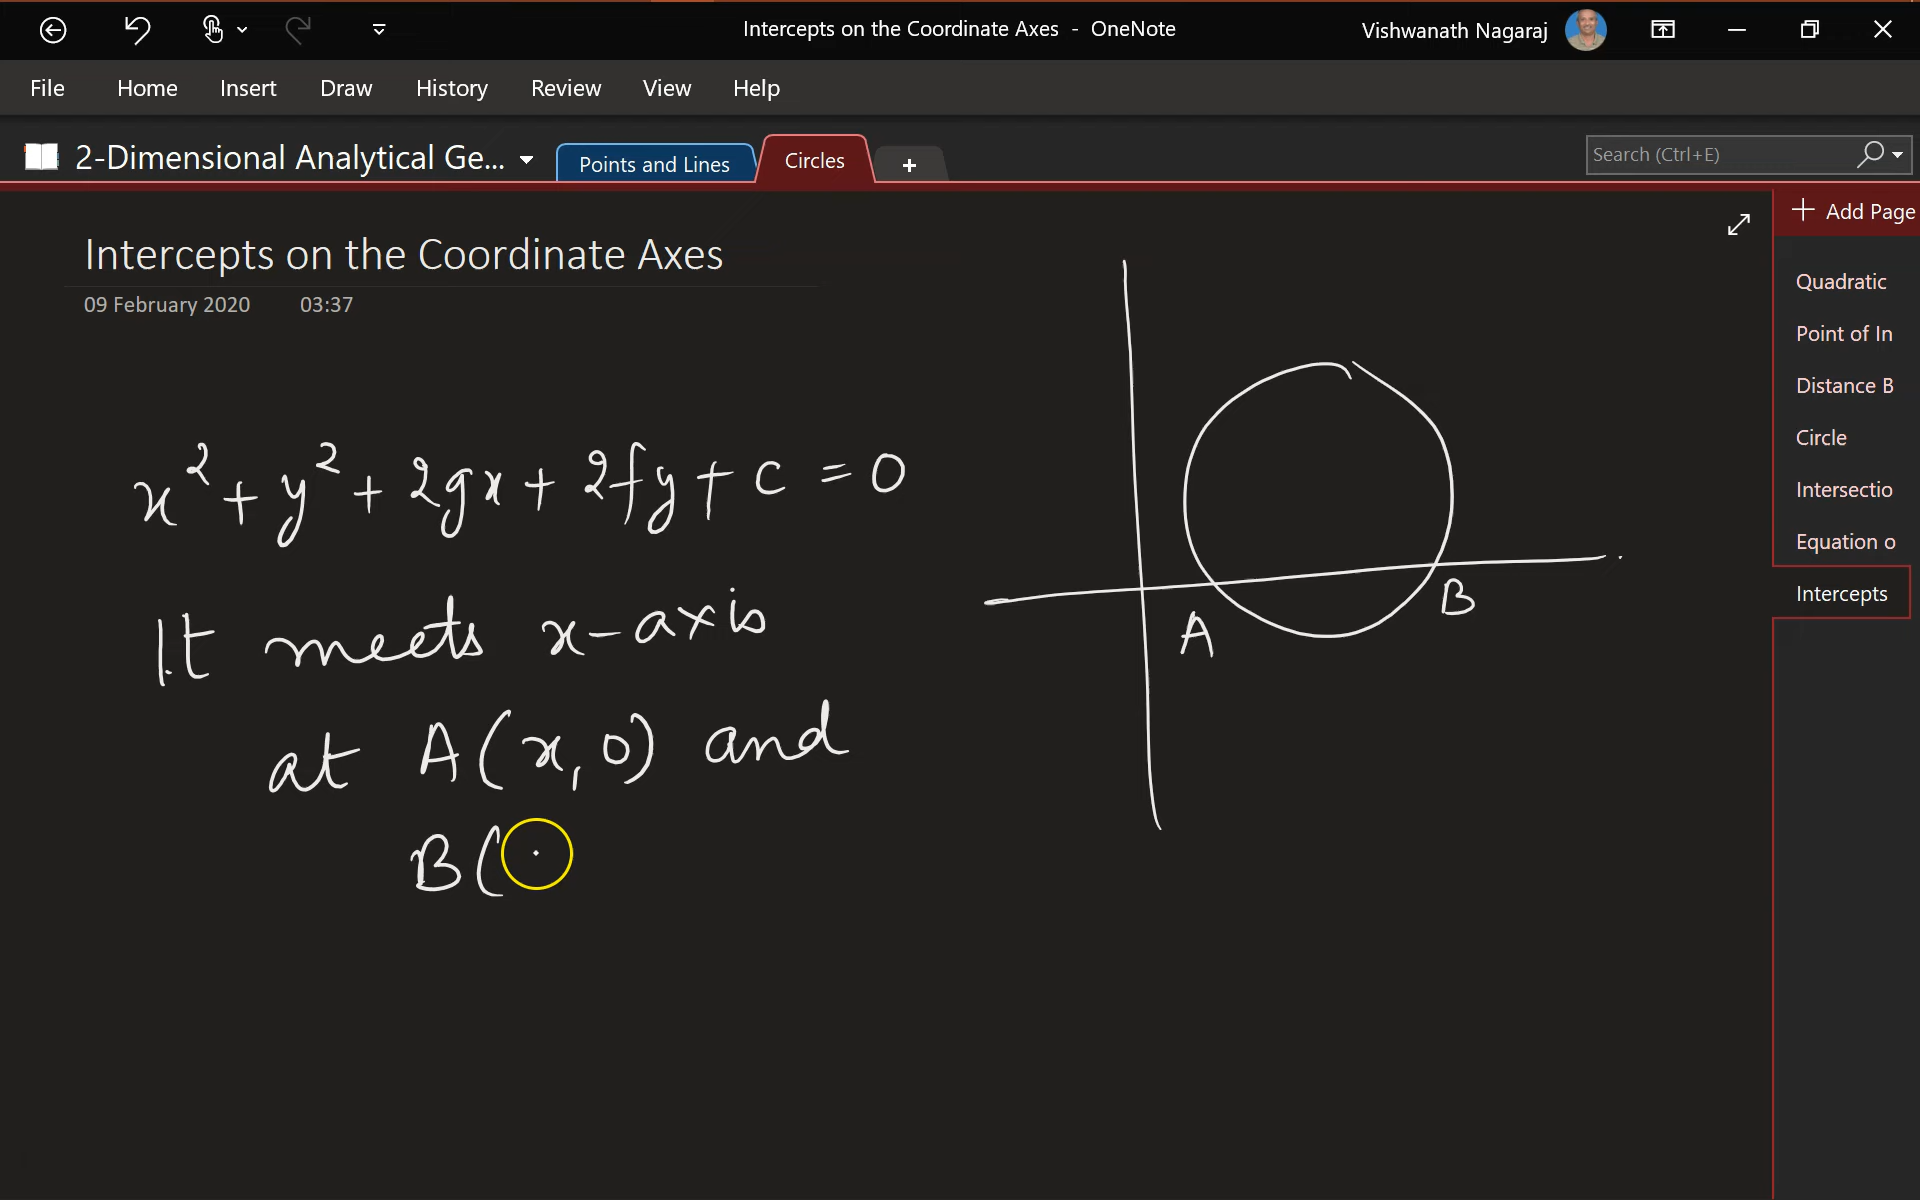 Intercepts on the Coordinate Axes - OneNote
Vishwanath Nagaraj
File Home Insert Draw History Review View Help
2-Dimensional Analytical Ge...
Points and Lines
Circles
+
Search (Ctrl+E)
Add Page
Intercepts on the Coordinate Axes
09 February 2020 03:37
x² + y² + 2gx + 2fy + c = 0
It meets x-axis
at A(x, 0) and
B(
A
B
Quadratic
Point of In
Distance B
Circle
Intersectio
Equation o
Intercepts